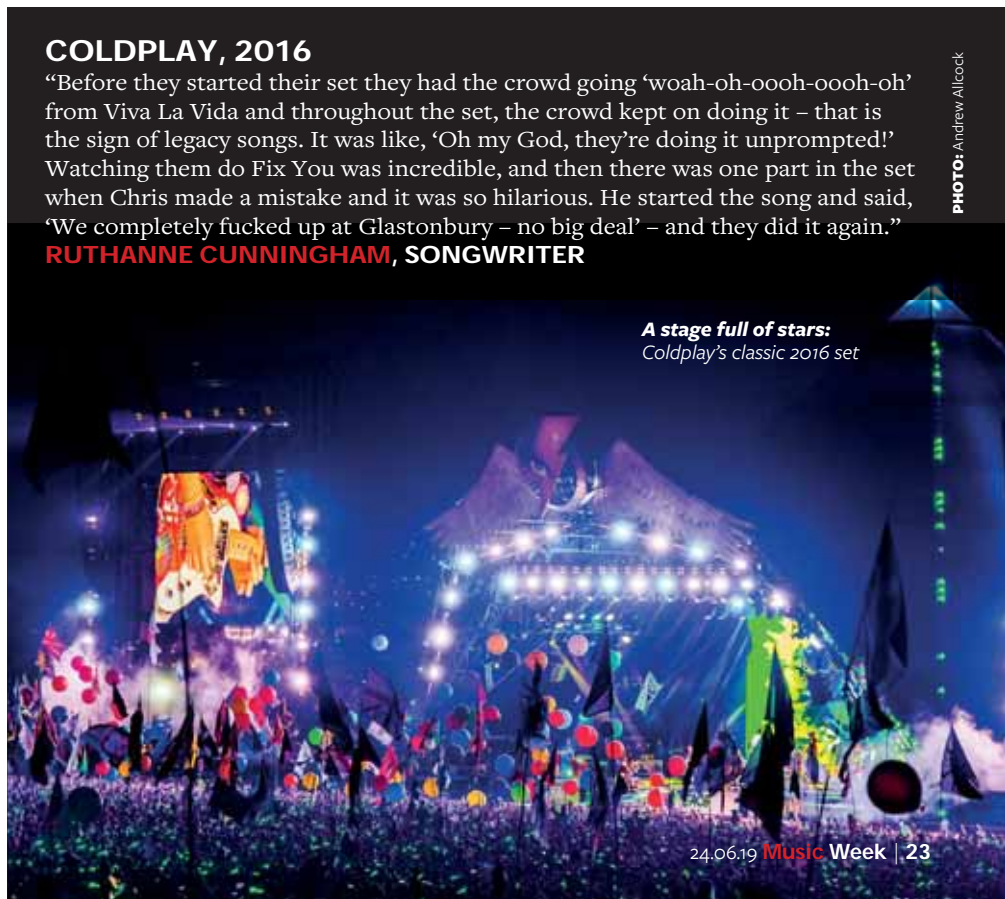 COLDPLAY, 2016
“Before they started their set they had the crowd going ‘woah-oh-oooh-oooh-oh’
from Viva La Vida and throughout the set, the crowd kept on doing it – that is
the sign of legacy songs. It was like, ‘Oh my God, they’re doing it unprompted!’
Watching them do Fix You was incredible, and then there was one part in the set
when Chris made a mistake and it was so hilarious. He started the song and said,
‘We completely fucked up at Glastonbury – no big deal’ – and they did it again.”
RUTHANNE CUNNINGHAM, SONGWRITER
PHOTO: Andrew Allcock
A stage full of stars:
Coldplay’s classic 2016 set
24.06.19 Music Week | 23